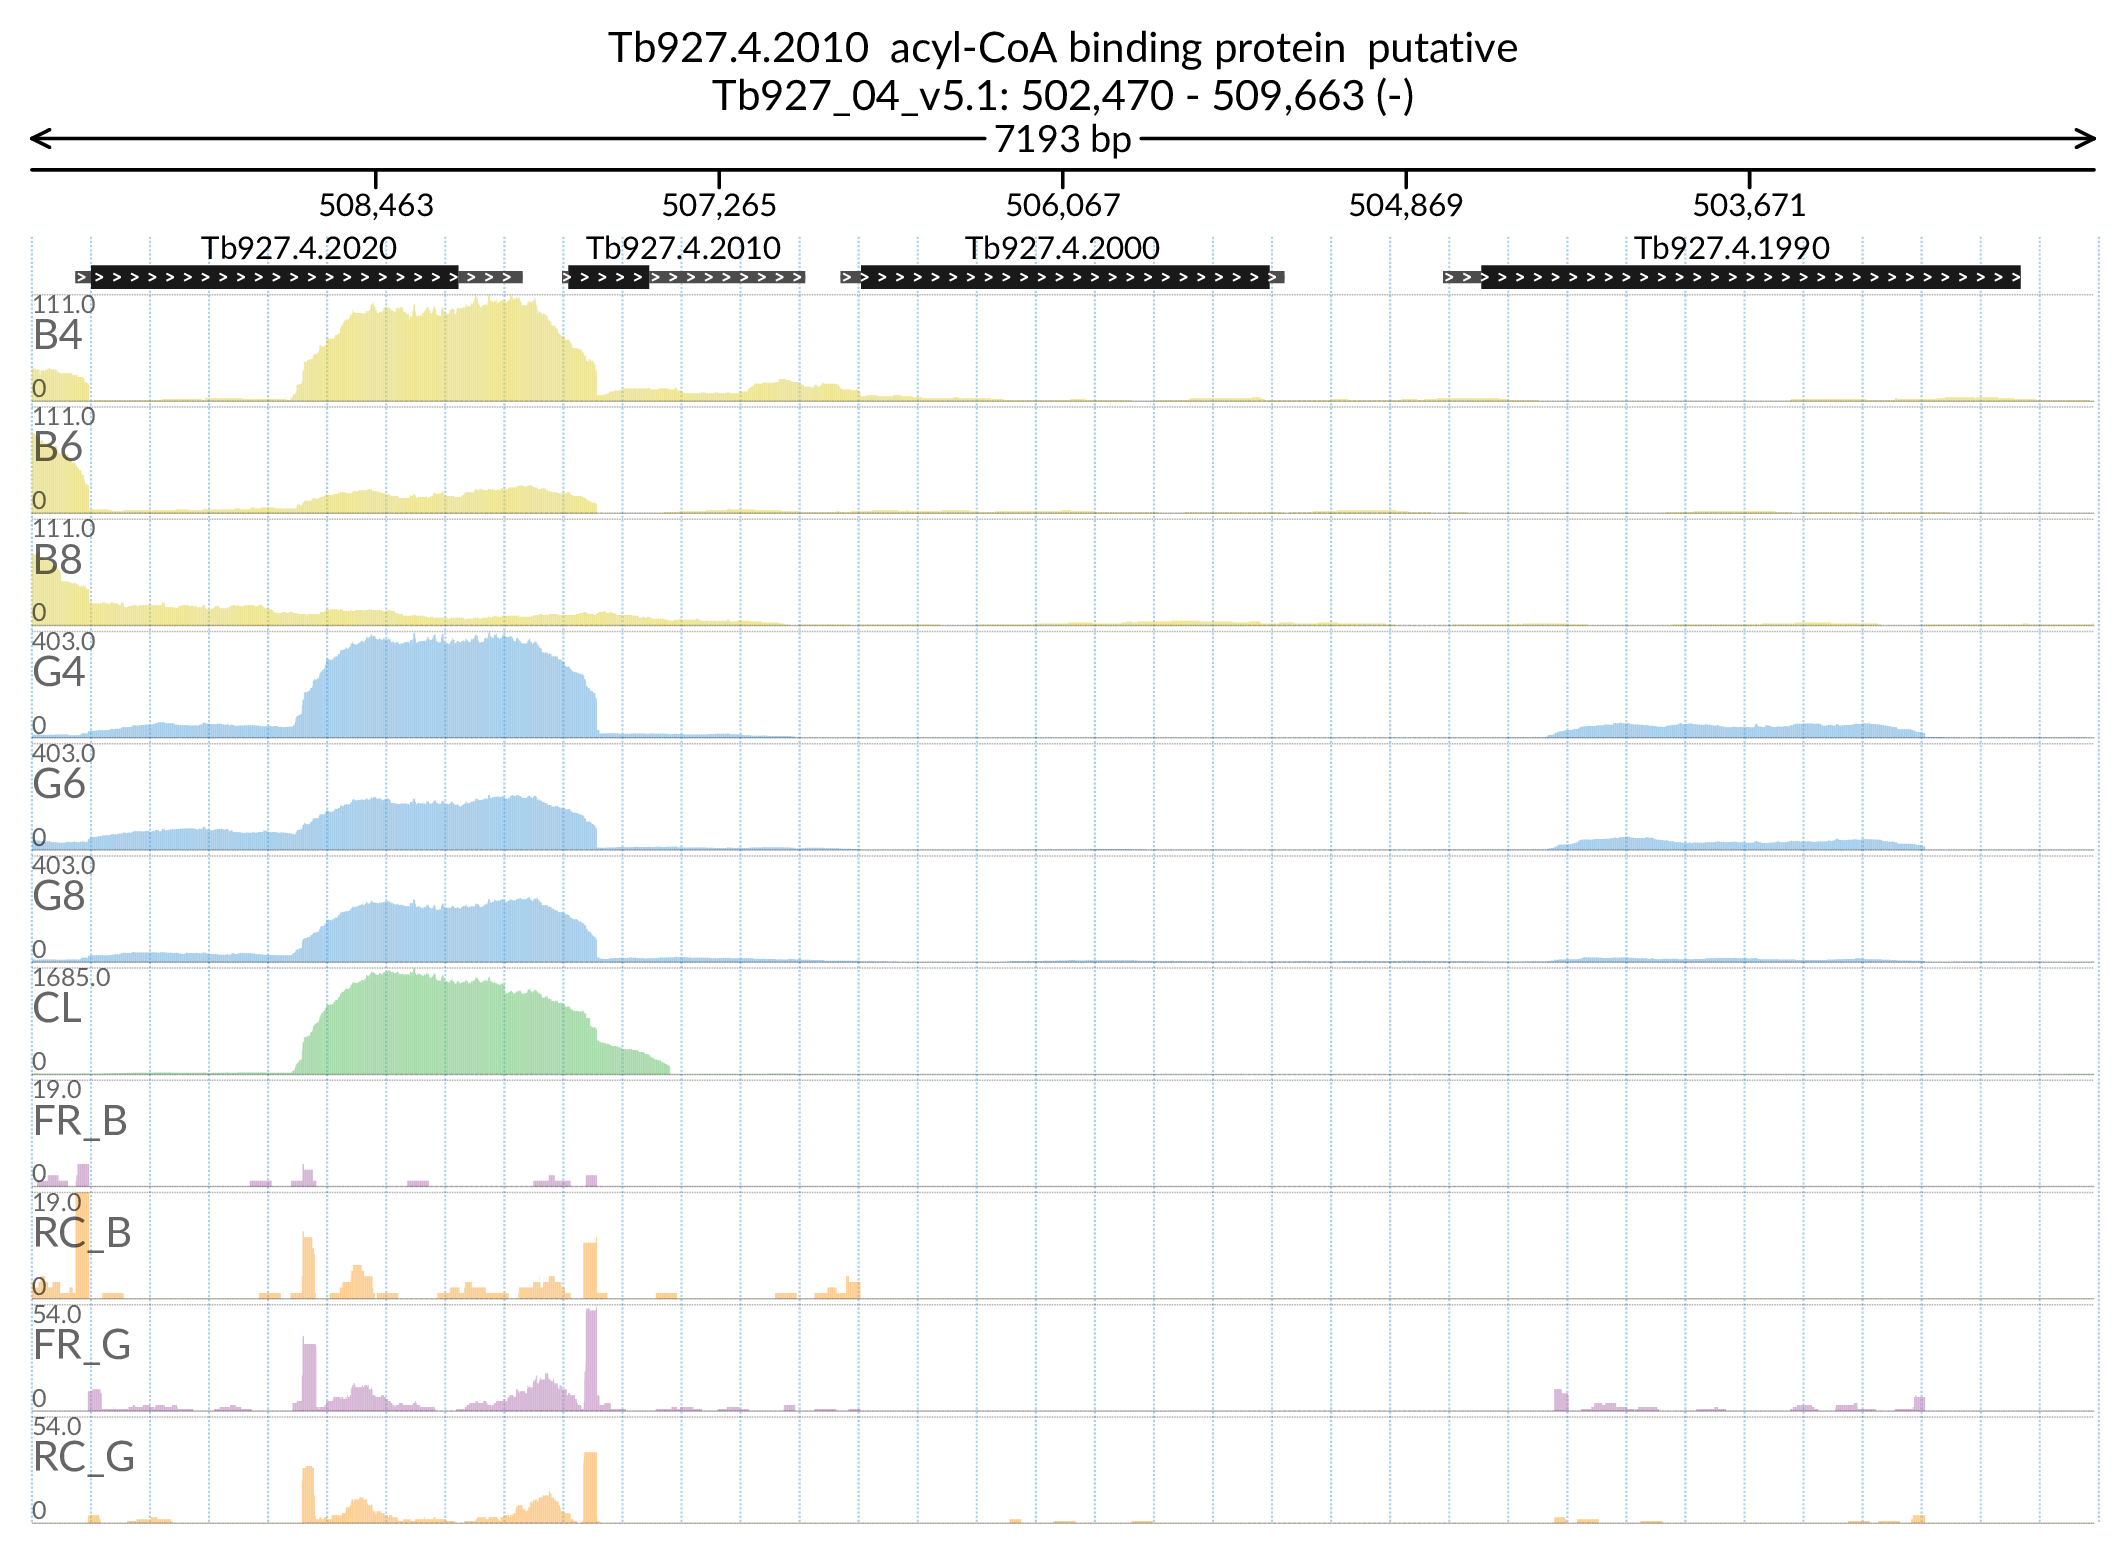 Tb927.4.2010  acyl-CoA binding protein  putative
Tb927_04_v5.1: 502,470 - 509,663 (-)
7193 bp
508,463 507,265 506,067 504,869 503,671
Tb927.4.2020 Tb927.4.2010 Tb927.4.2000 Tb927.4.1990
111.0
B4
0
111.0
B6
0
111.0
B8
0
403.0
G4
0
403.0
G6
0
403.0
G8
0
1685.0
CL
0
19.0
FR_B
0
19.0
RC_B
0
54.0
FR_G
0
54.0
RC_G
0